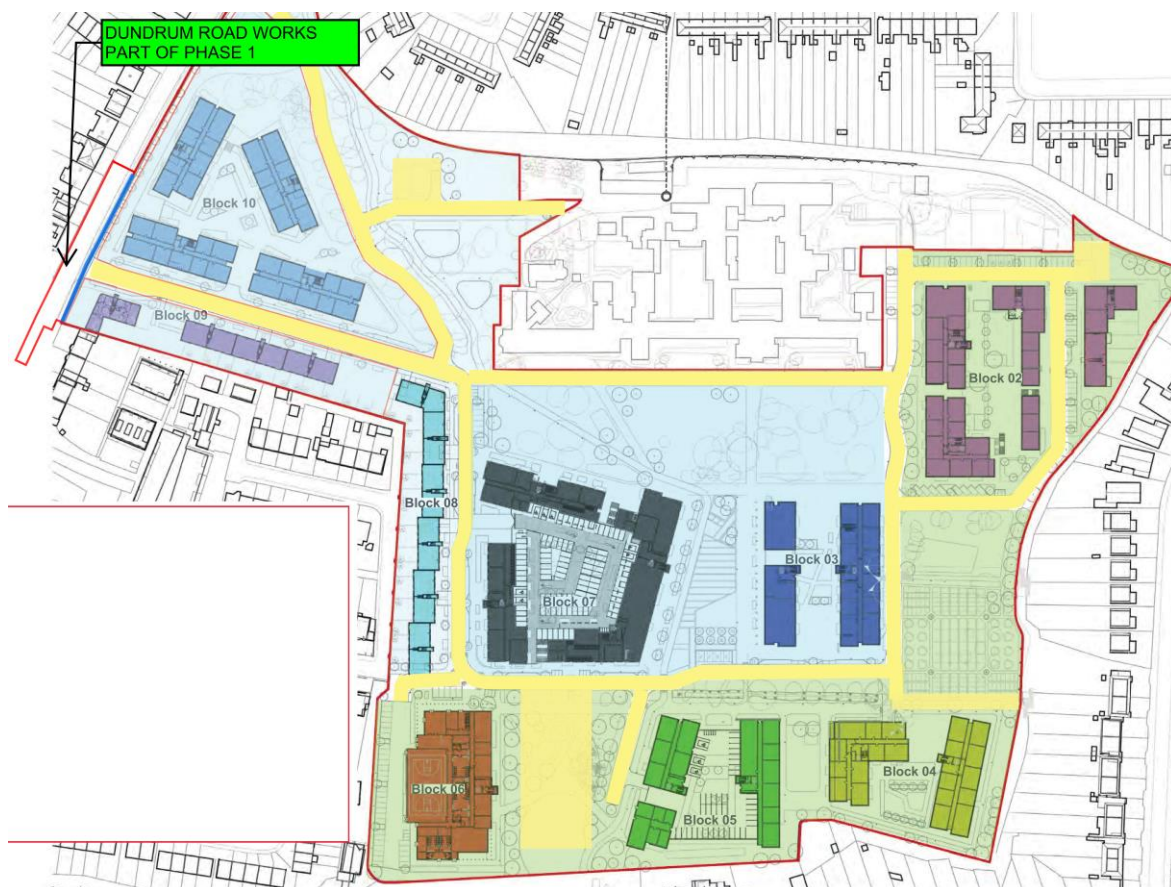 DUNDRUM ROAD WORKS
PART OF PHASE 1
Block 10
Block 09
Block 02
Block 08
Block 03
Block 07
Block 04
Block 06
Block 05